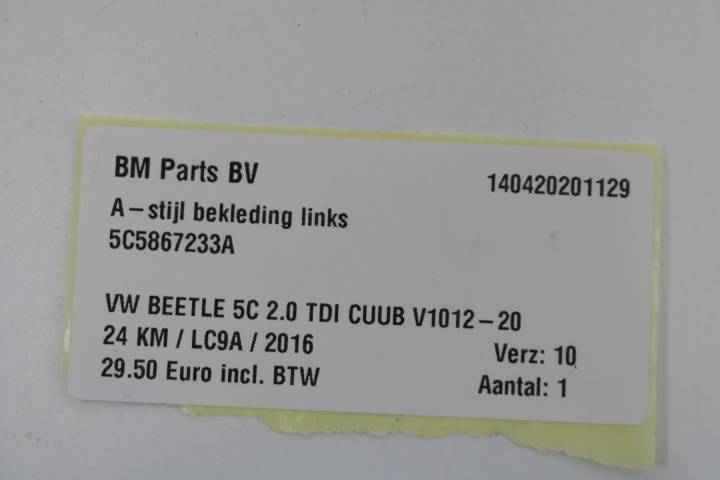 BM Parts BV 140420201129
A-stijl bekleding links
5C5867233A
VW BEETLE 5C 2.0 TDI CUUB V1012-20
24 KM / LC9A / 2016 Verz: 10
29.50 Euro incl. BTW Aantal: 1